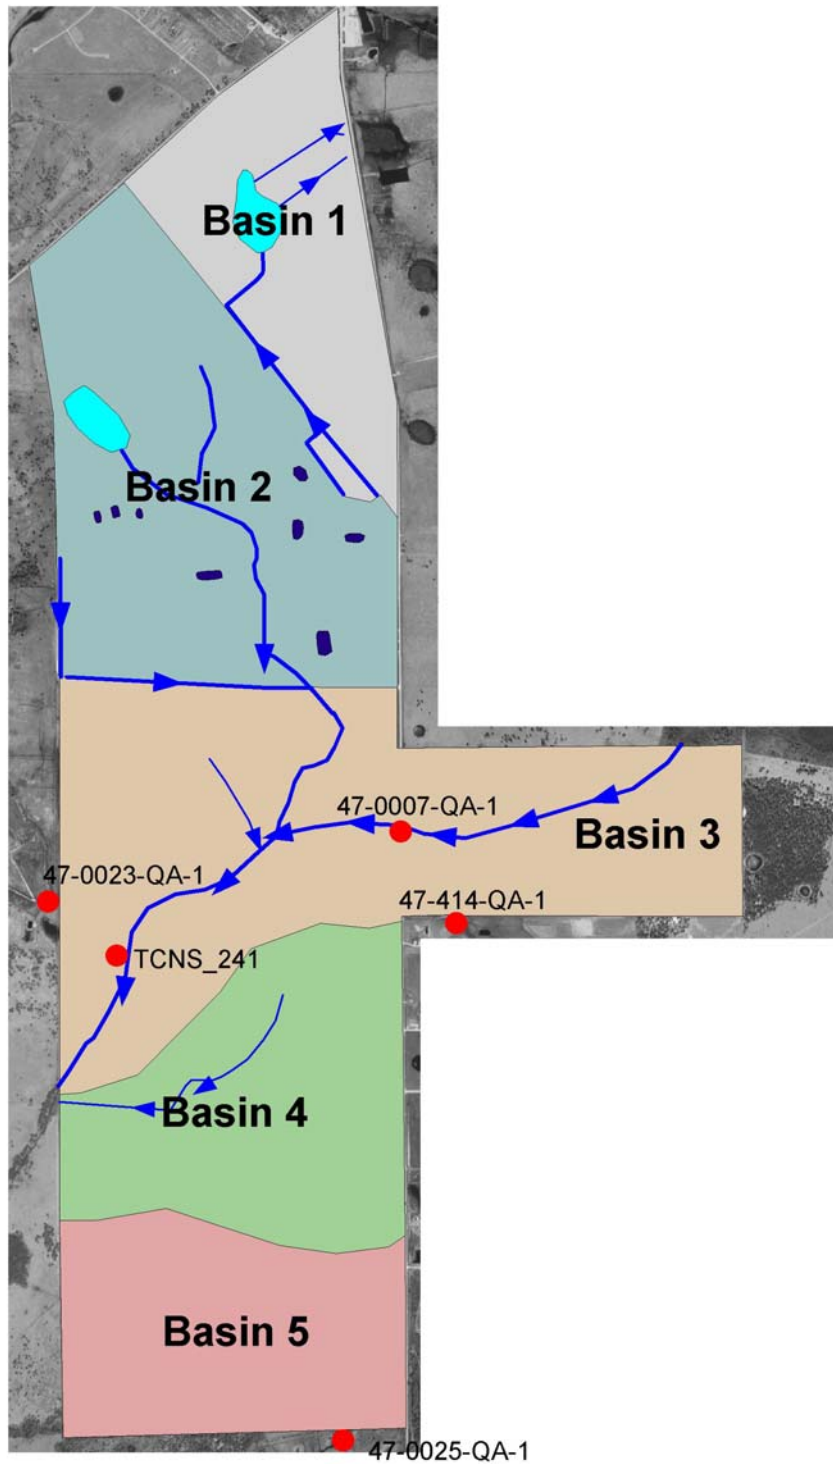 Basin 1
Basin 2
47-0007-QA-1
Basin 3
47-0023-QA-1
47-414-QA-1
TCNS_241
Basin 4
Basin 5
47-0025-QA-1